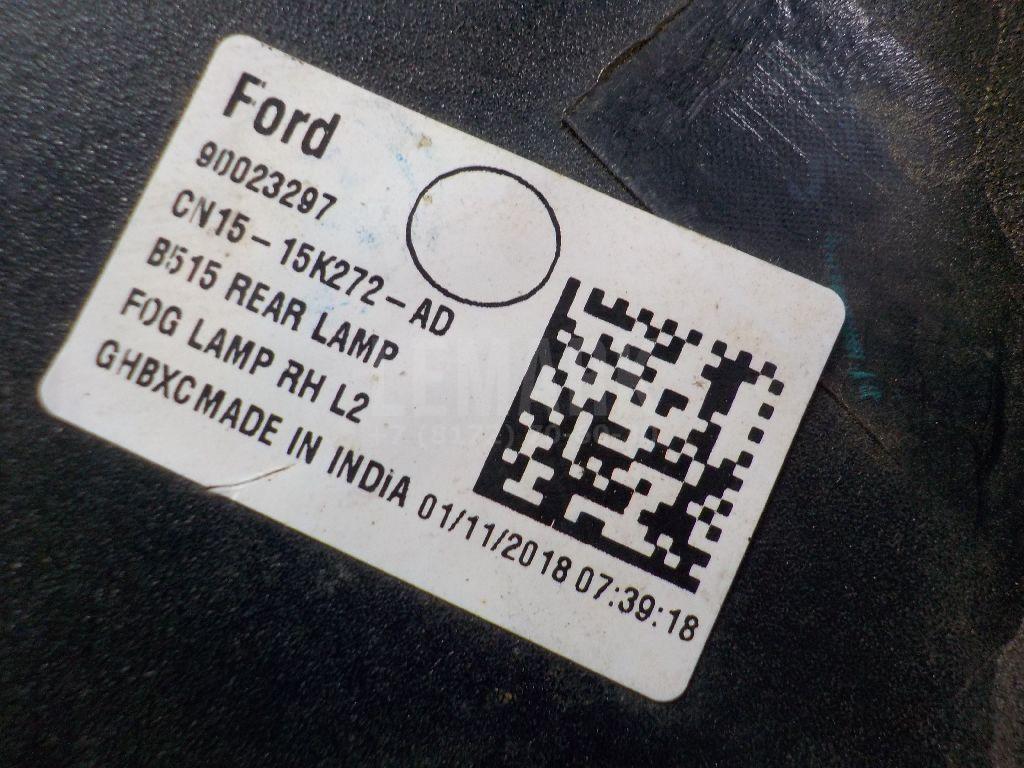 Ford
90023297
CN15-15K272-AD
B515 REAR LAMP
FOG LAMP RH L2
GHBXCMADE IN INDiA 01/11/2018 07:39:18